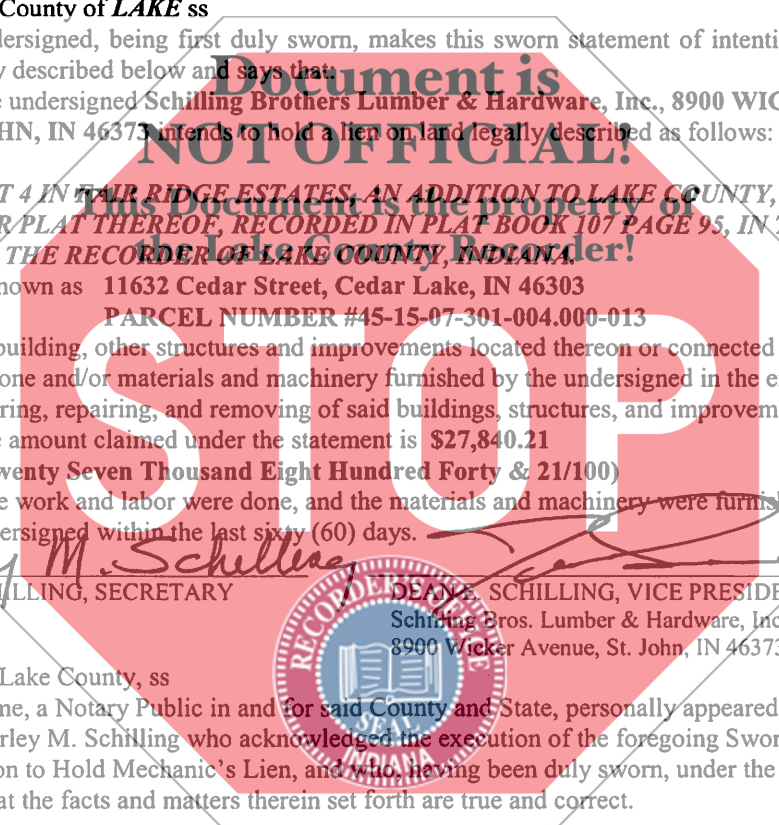 County of LAKE ss
dersigned, being first duly sworn, makes this sworn statement of intenti
y described below and says that:
e undersigned Schilling Brothers Lumber & Hardware, Inc., 8900 WIC
HN, IN 46373 intends to hold a lien on land legally described as follows:
Document is
NOT OFFICIAL!
This Document is the property of
the Lake County Recorder!
T 4 IN RIDGE ESTATES, AN ADDITION TO LAKE COUNTY,
R PLAT THEREOF, RECORDED IN PLAT BOOK 107 PAGE 95, IN
THE RECORDER OF LAKE COUNTY, INDIANA.
nown as 11632 Cedar Street, Cedar Lake, IN 46303
PARCEL NUMBER #45-15-07-301-004.000-013
STOP
building, other structures and improvements located thereon or connected
one and/or materials and machinery furnished by the undersigned in the e
ring, repairing, and removing of said buildings, structures, and improvem
e amount claimed under the statement is $27,840.21
wenty Seven Thousand Eight Hundred Forty & 21/100)
e work and labor were done, and the materials and machinery were furnish
ersigned within the last sixty (60) days.
y M. Schilling
HILLING, SECRETARY DEAN E. SCHILLING, VICE PRESIDE
Schilling Bros. Lumber & Hardware, Inc
8900 Wicker Avenue, St. John, IN 46373
RECORDER'S OFFICE
SEAL
INDIANA
Lake County, ss
me, a Notary Public in and for said County and State, personally appeared
rley M. Schilling who acknowledged the execution of the foregoing Swor
on to Hold Mechanic's Lien, and who, having been duly sworn, under the
at the facts and matters therein set forth are true and correct.